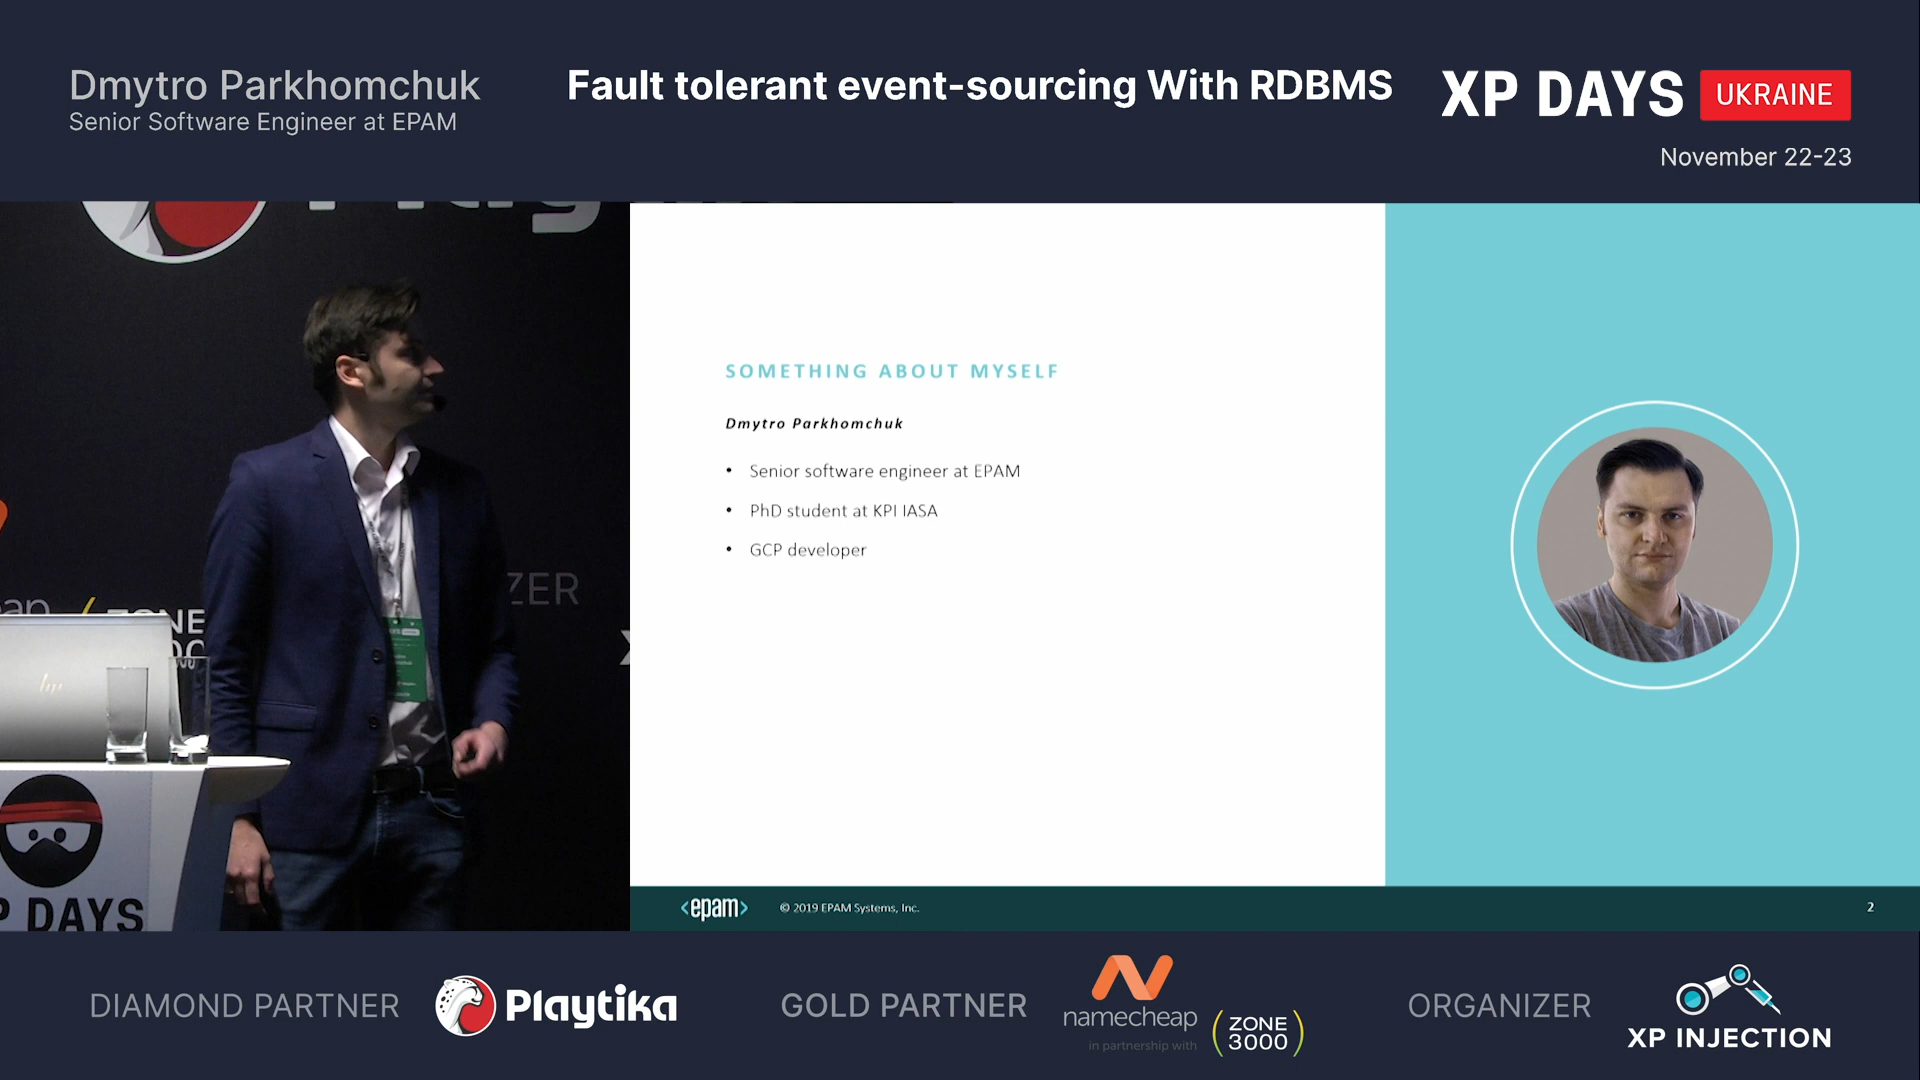 Dmytro Parkhomchuk
Senior Software Engineer at EPAM
Fault tolerant event-sourcing With RDBMS
XP DAYS UKRAINE
November 22-23
SOMETHING ABOUT MYSELF
Dmytro Parkhomchuk
• Senior software engineer at EPAM
• PhD student at KPI IASA
• GCP developer
<epam>
© 2019 EPAM Systems, Inc.
2
ZER
ZONE
hp
P DAYS
DIAMOND PARTNER
Playtika
GOLD PARTNER
namecheap
in partnership with
ZONE
3000
ORGANIZER
XP INJECTION